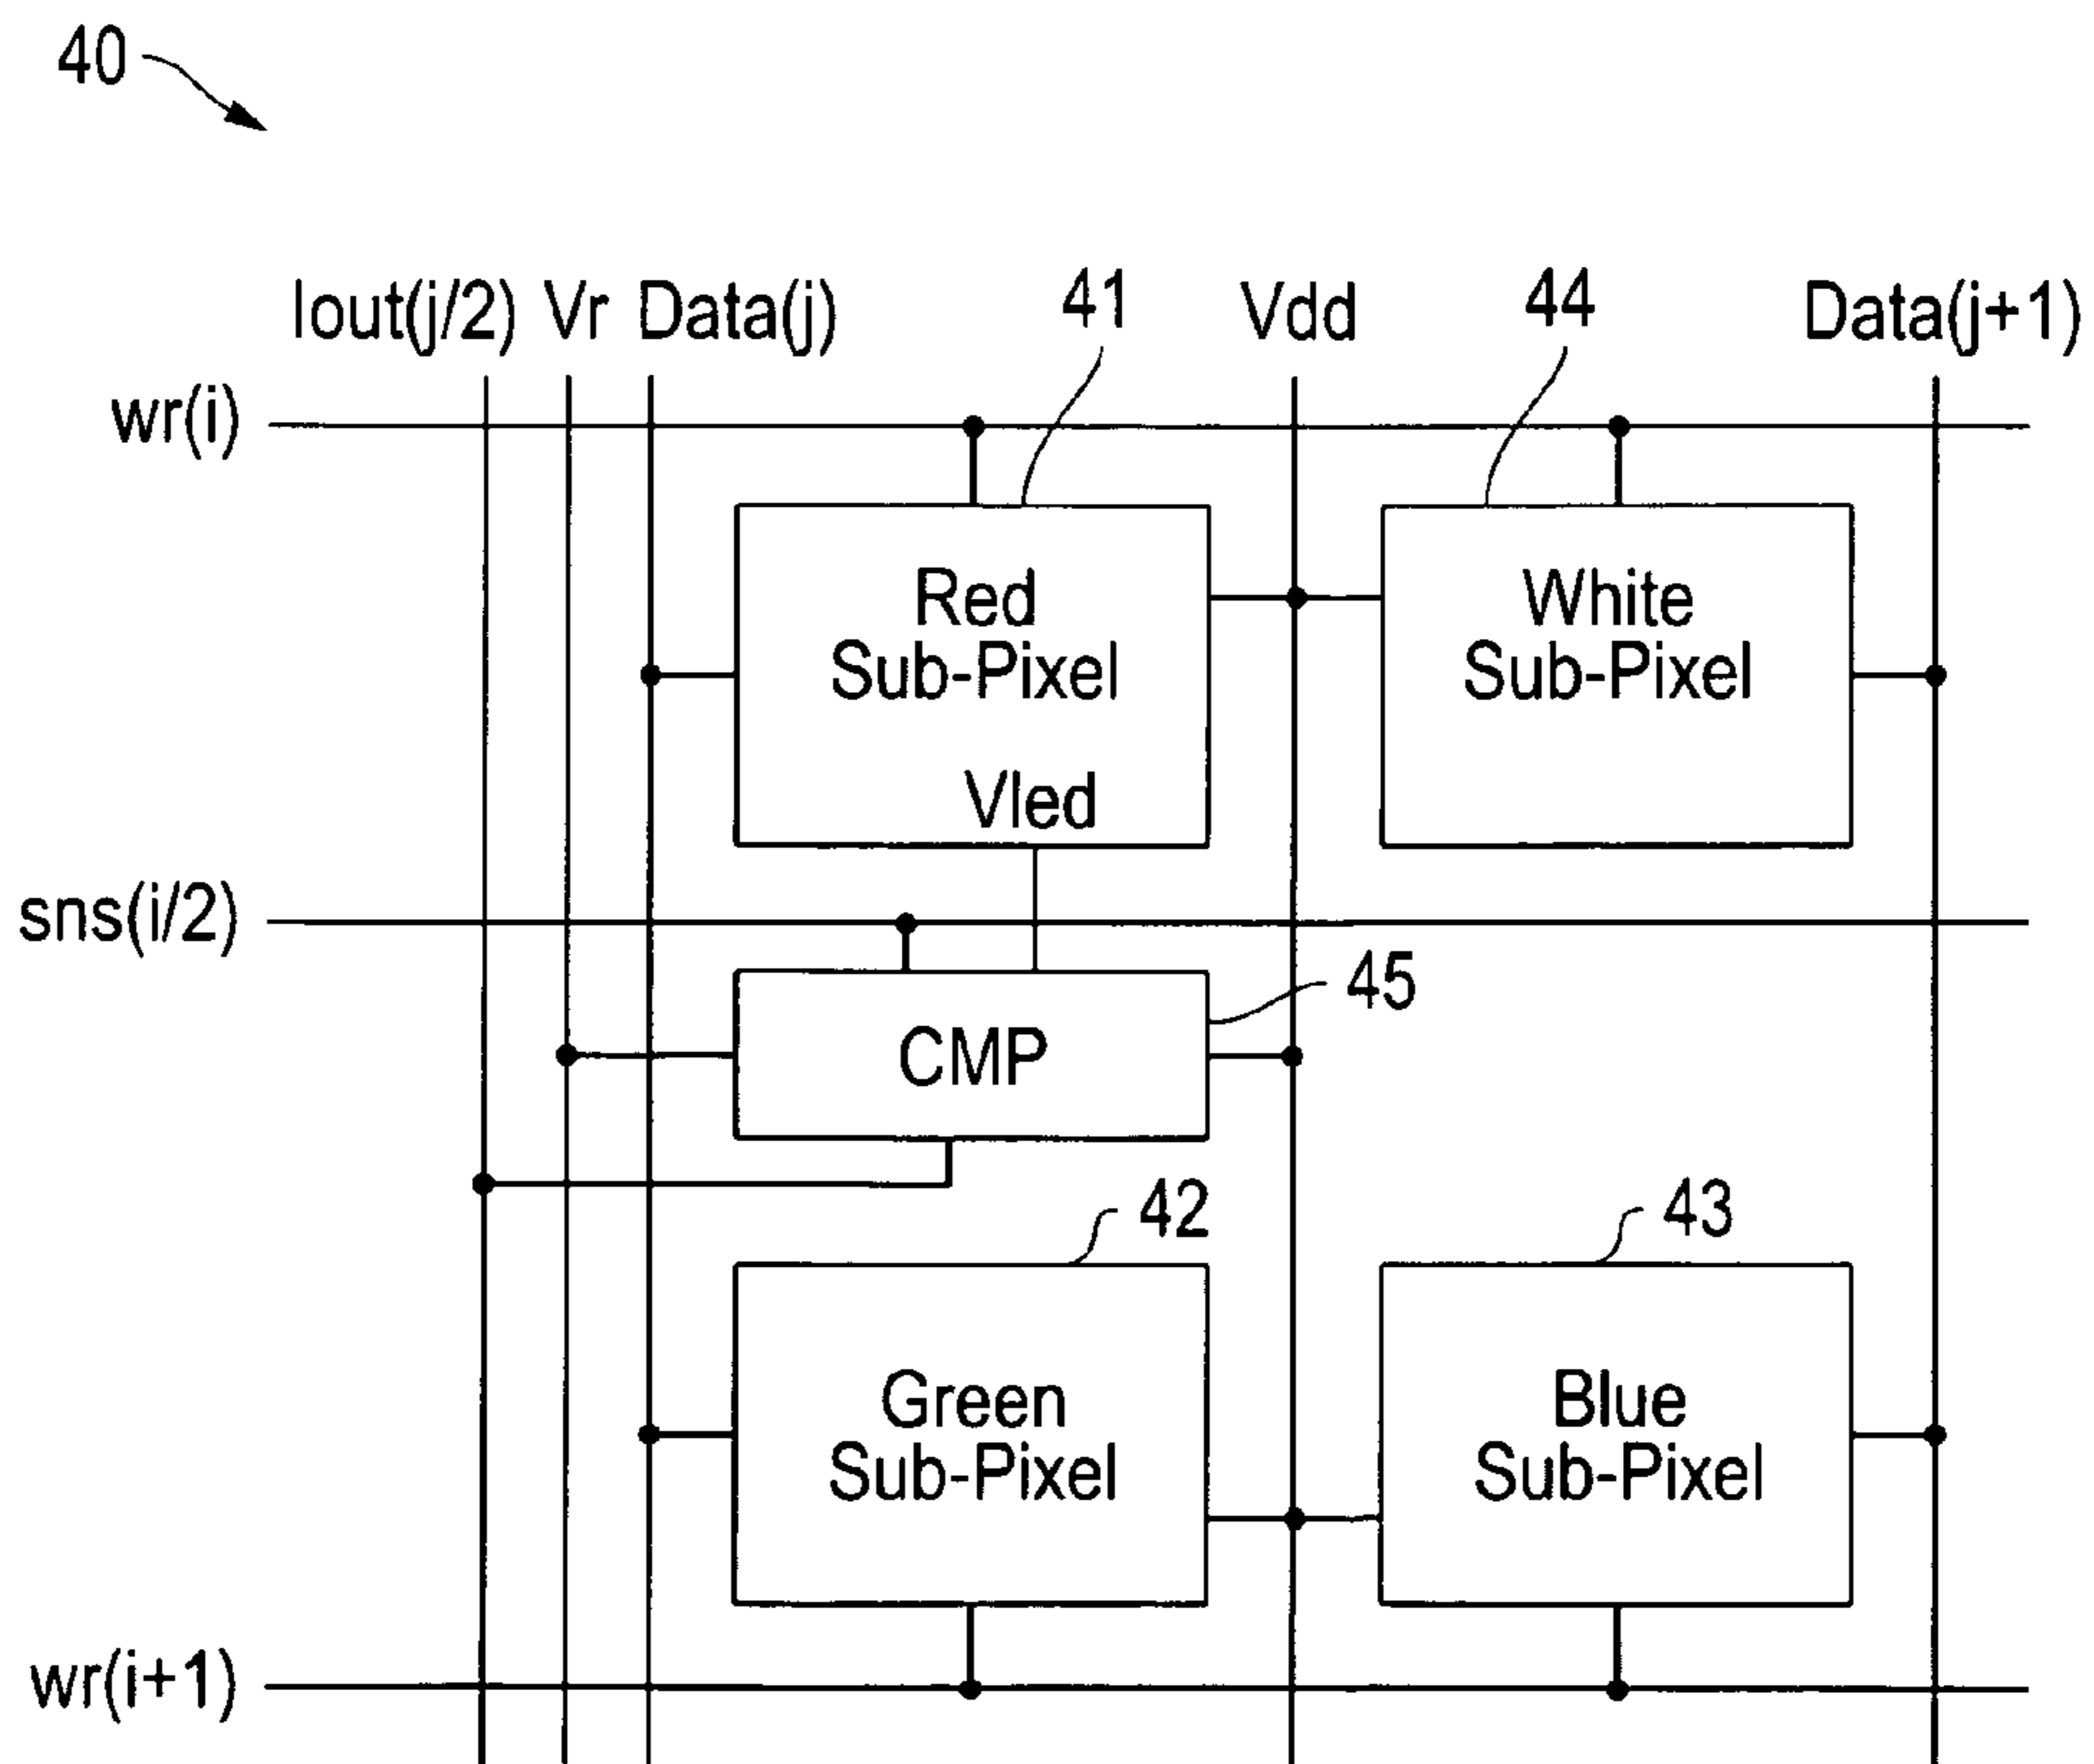 40
Iout(j/2) Vr Data(j) 41 Vdd 44 Data(j+1)
wr(i)
Red
Sub-Pixel
White
Sub-Pixel
Vled
sns(i/2)
45
CMP
42
43
Green
Sub-Pixel
Blue
Sub-Pixel
wr(i+1)